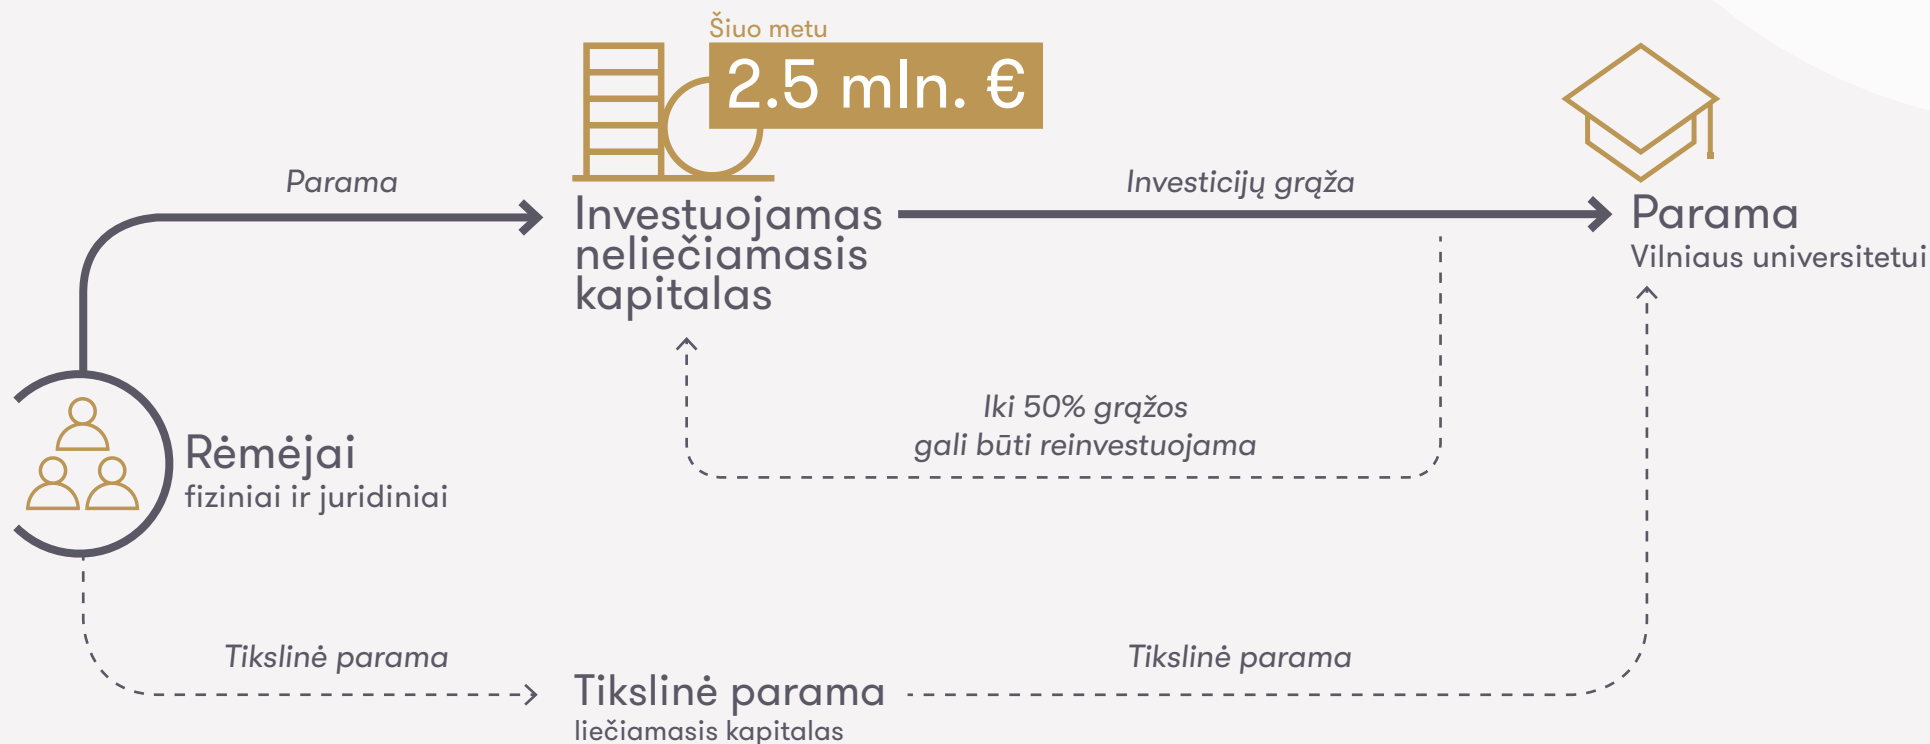 Šiuo metu
2.5 mln. €
Parama
Investuojamas
neliečiamasis
kapitalas
Investicijų grąža
Parama
Vilniaus universitetui
Iki 50% grąžos
gali būti reinvestuojama
Rėmėjai
fiziniai ir juridiniai
Tikslinė parama
Tikslinė parama
liečiamasis kapitalas
Tikslinė parama